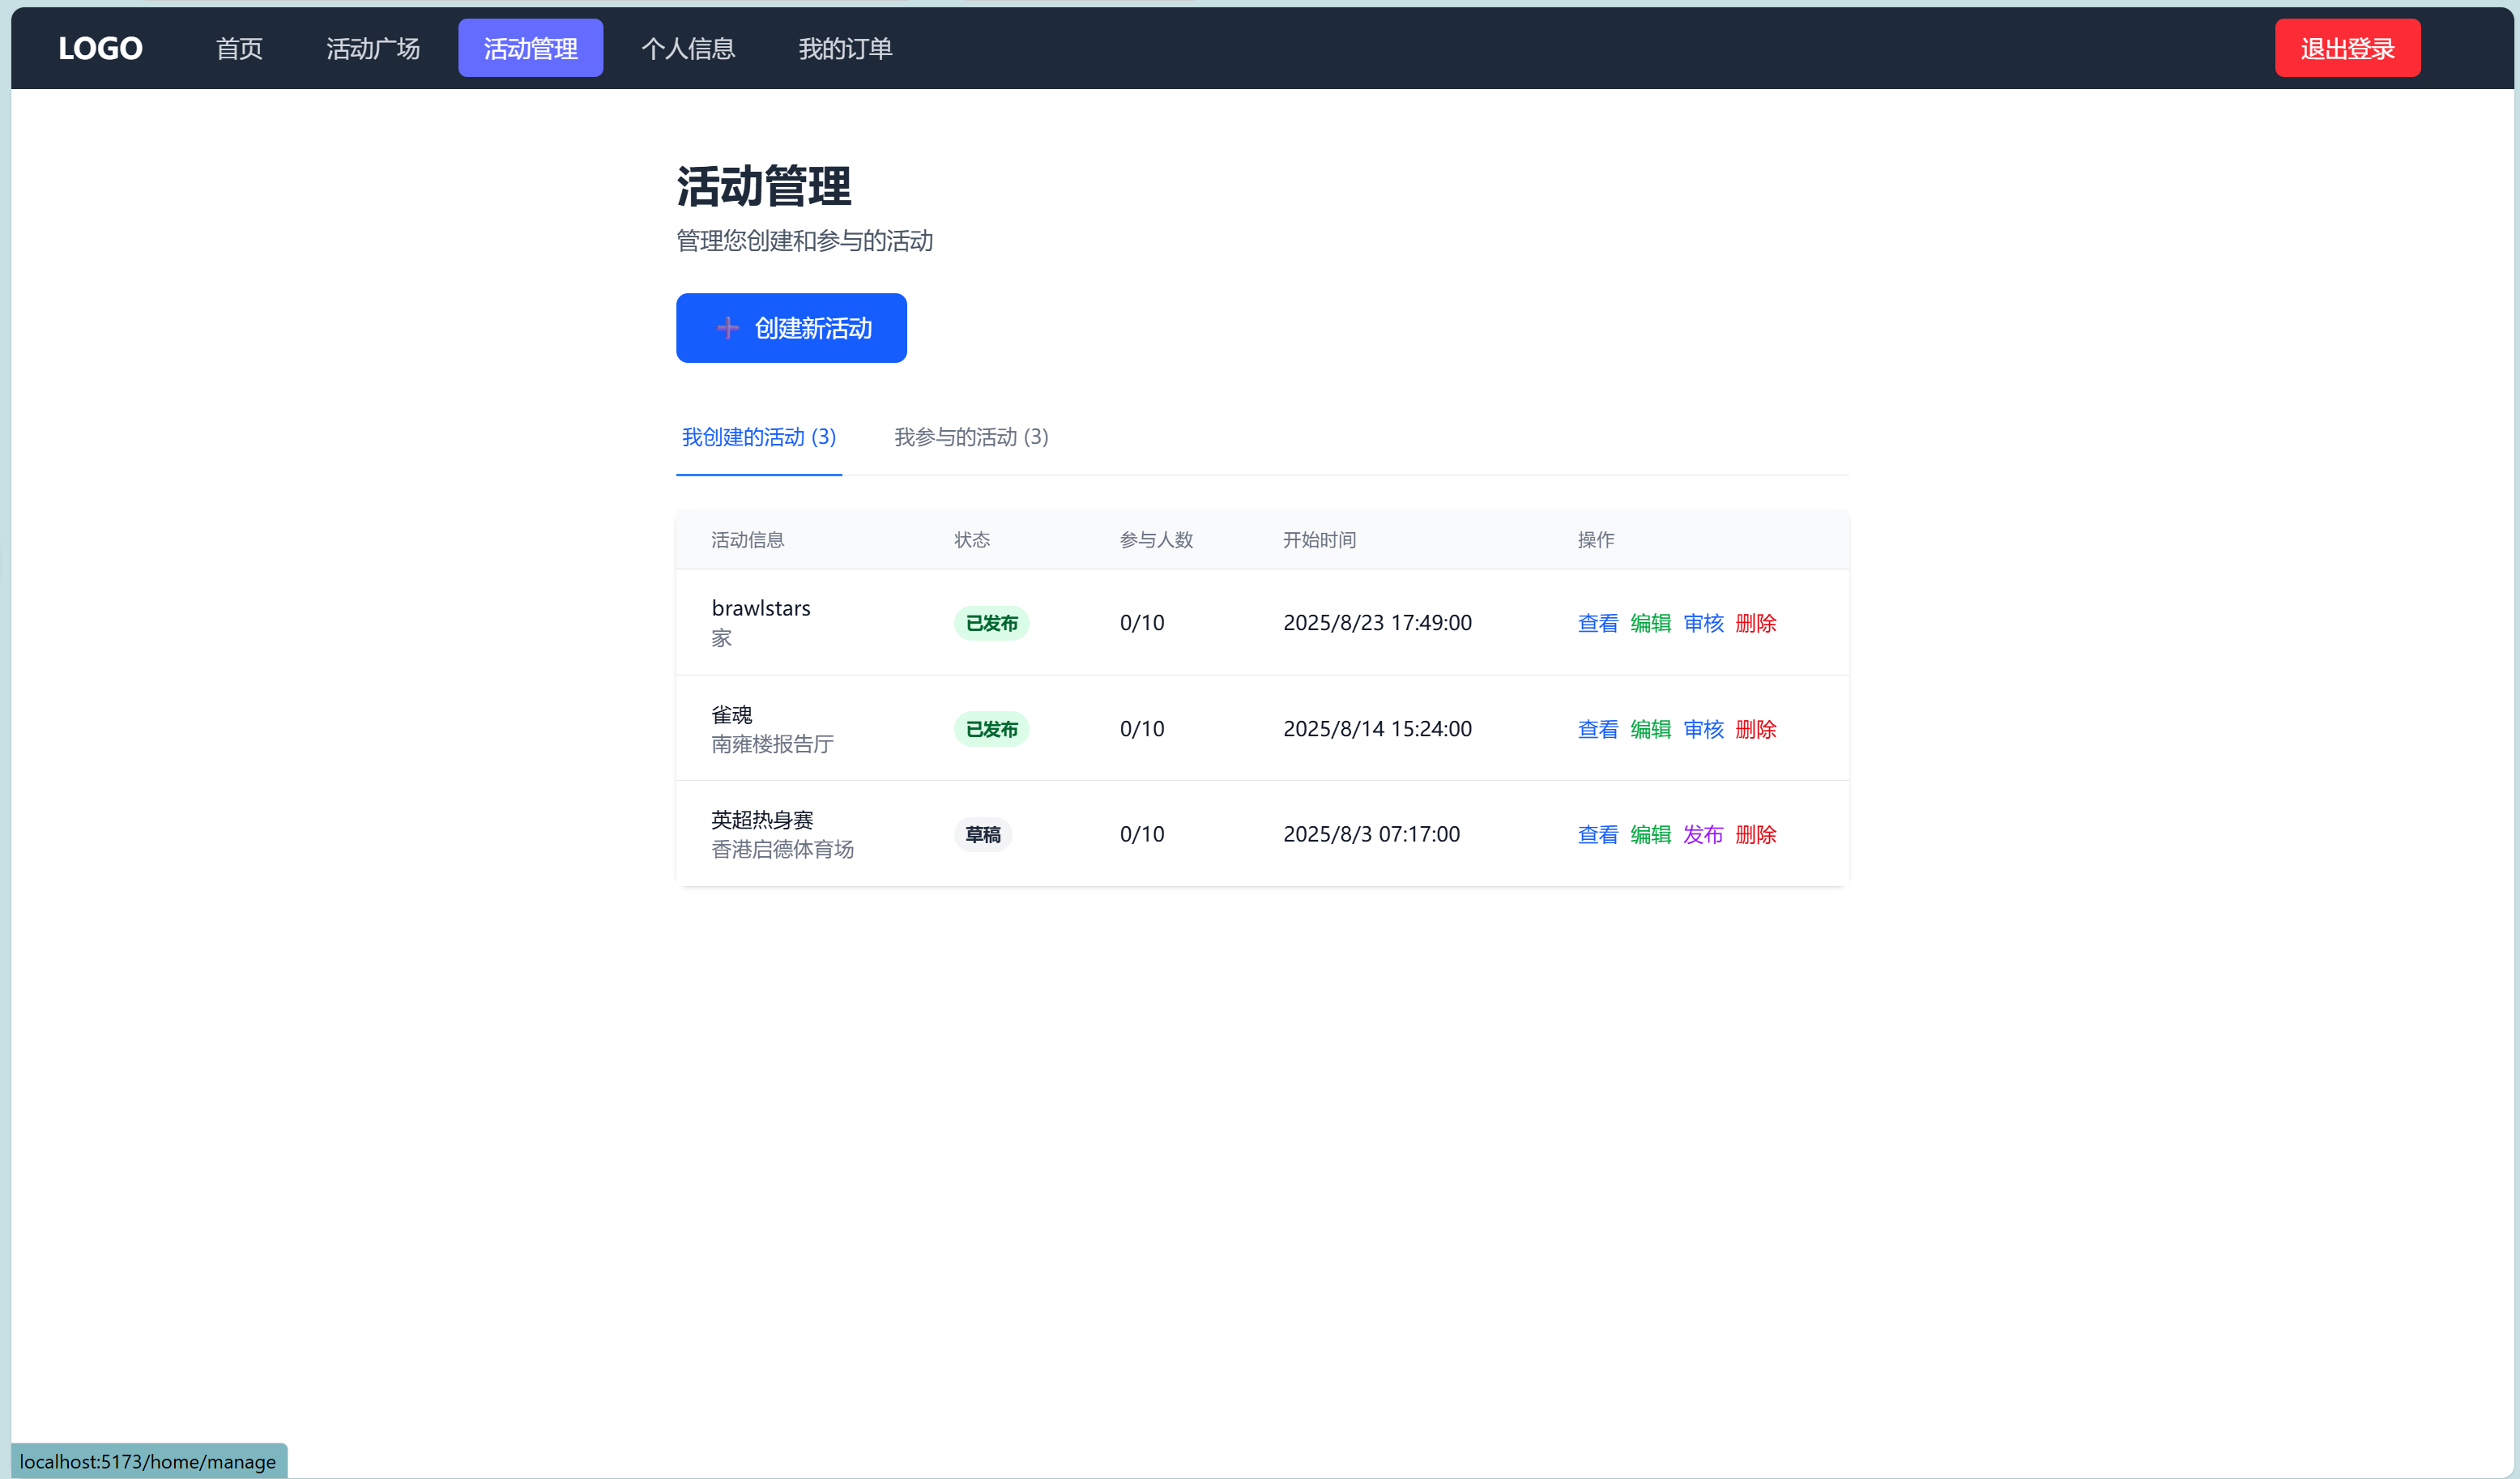 LOGO 首页 活动广场 活动管理 个人信息 我的订单 退出登录
活动管理
管理您创建和参与的活动
创建新活动
我创建的活动 (3) 我参与的活动 (3)
活动信息 状态 参与人数 开始时间 操作
brawlstars
家
已发布 0/10 2025/8/23 17:49:00 查看 编辑 审核 删除
雀魂
南雍楼报告厅
已发布 0/10 2025/8/14 15:24:00 查看 编辑 审核 删除
英超热身赛
香港启德体育场
草稿 0/10 2025/8/3 07:17:00 查看 编辑 发布 删除
localhost:5173/home/manage